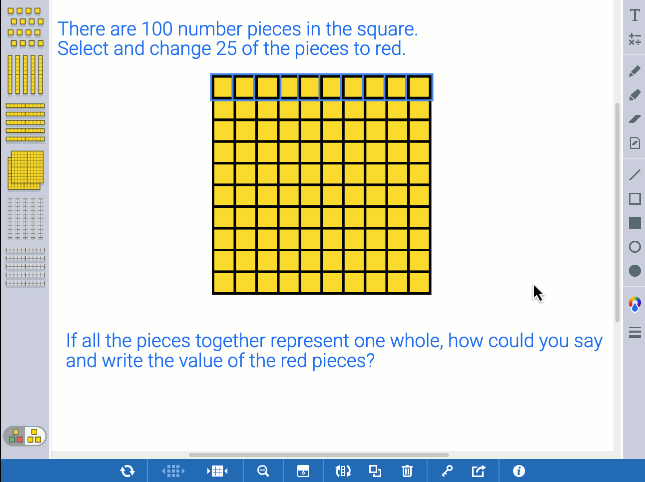 There are 100 number pieces in the square.
Select and change 25 of the pieces to red.
If all the pieces together represent one whole, how could you say
and write the value of the red pieces?
T